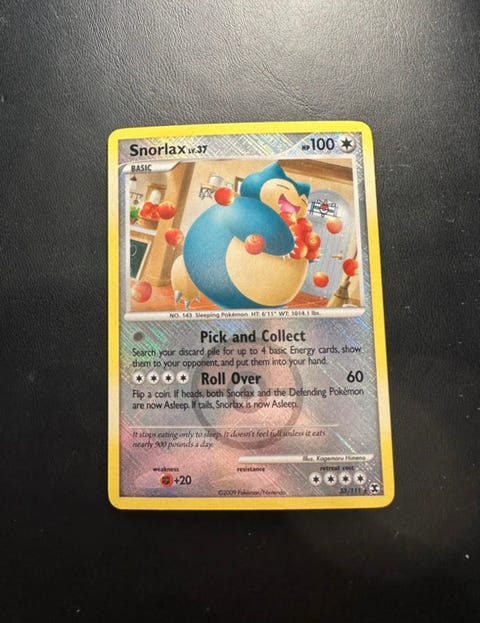 Snorlax LV.37 HP100
BASIC
NO. 143 Sleeping Pokémon HT: 6'11" WT: 1014.1 lbs.
Pick and Collect
Search your discard pile for up to 4 basic Energy cards, show
them to your opponent, and put them into your hand.
Roll Over 60
Flip a coin. If heads, both Snorlax and the Defending Pokémon
are now Asleep. If tails, Snorlax is now Asleep.
It stops eating only to sleep. It doesn't feel full unless it eats
nearly 900 pounds a day.
Illus. Kagemaru Himeno
weakness resistance retreat cost
+20
©2009 Pokémon/Nintendo 33/111